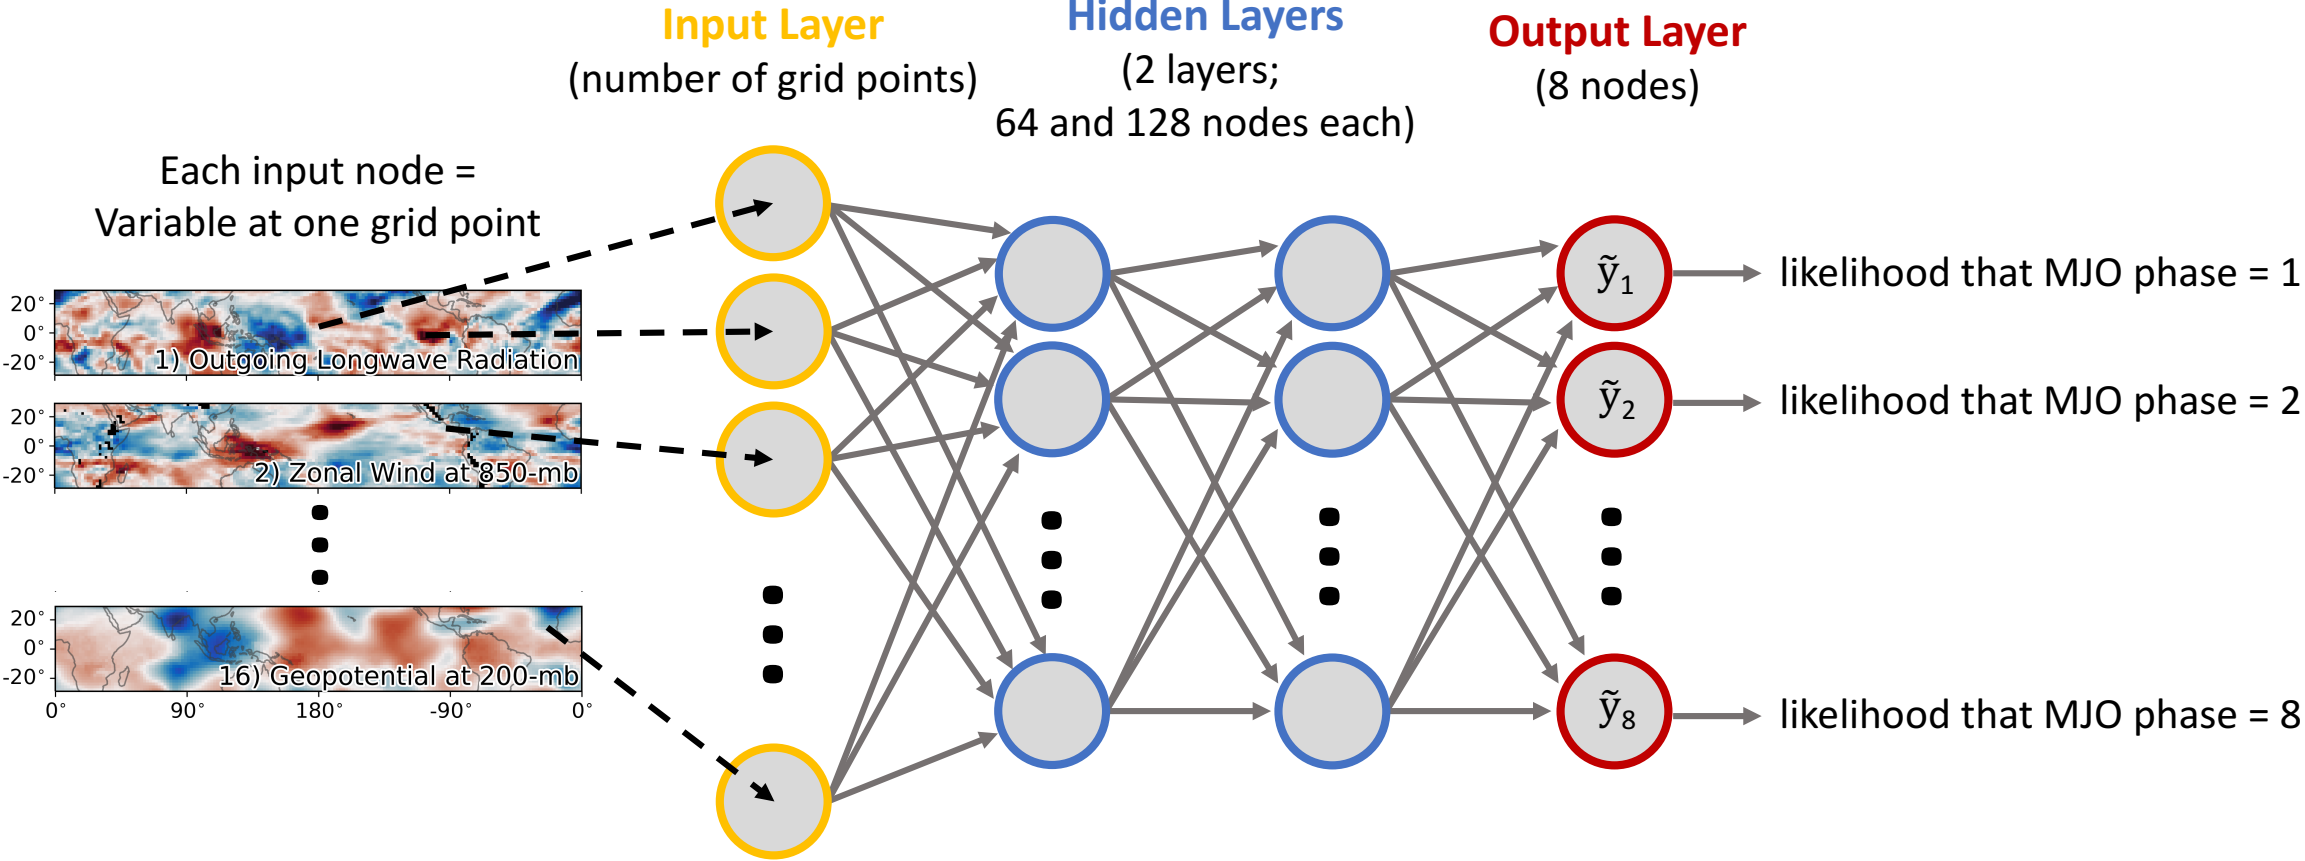 Input Layer
(number of grid points)
Hidden Layers
(2 layers;
64 and 128 nodes each)
Output Layer
(8 nodes)
Each input node =
Variable at one grid point
20°
0°
-20°
1) Outgoing Longwave Radiation
20°
0°
-20°
2) Zonal Wind at 850-mb
20°
0°
-20°
16) Geopotential at 200-mb
0° 90° 180° -90° 0°
ỹ₁
likelihood that MJO phase = 1
ỹ₂
likelihood that MJO phase = 2
ỹ₈
likelihood that MJO phase = 8